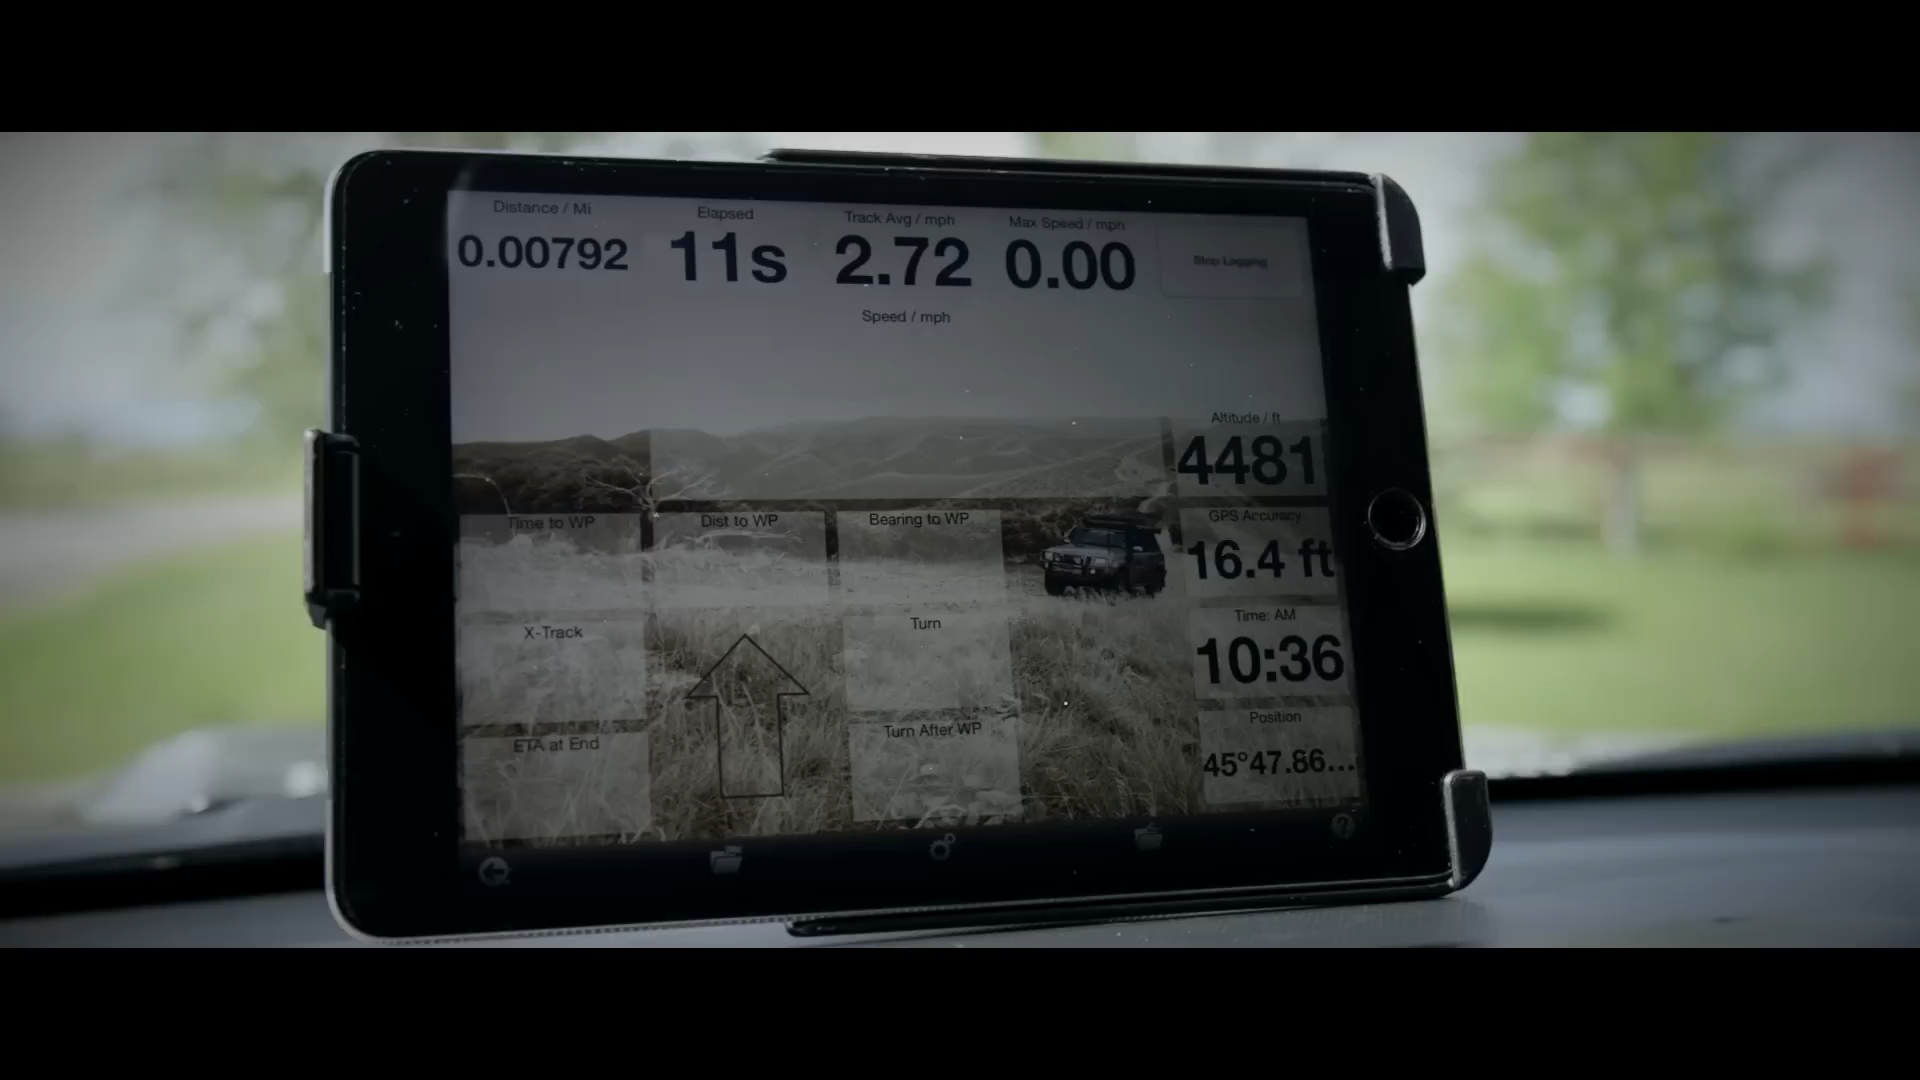 Distance / Mi
0.00792
Elapsed
11s
Track Avg / mph
2.72
Max Speed / mph
0.00
Stop Logging
Speed / mph
Altitude / ft
4481
Time to WP
Dist to WP
Bearing to WP
GPS Accuracy
16.4 ft
X-Track
Turn
Time: AM
10:36
ETA at End
Turn After WP
Position
45°47.86...
?